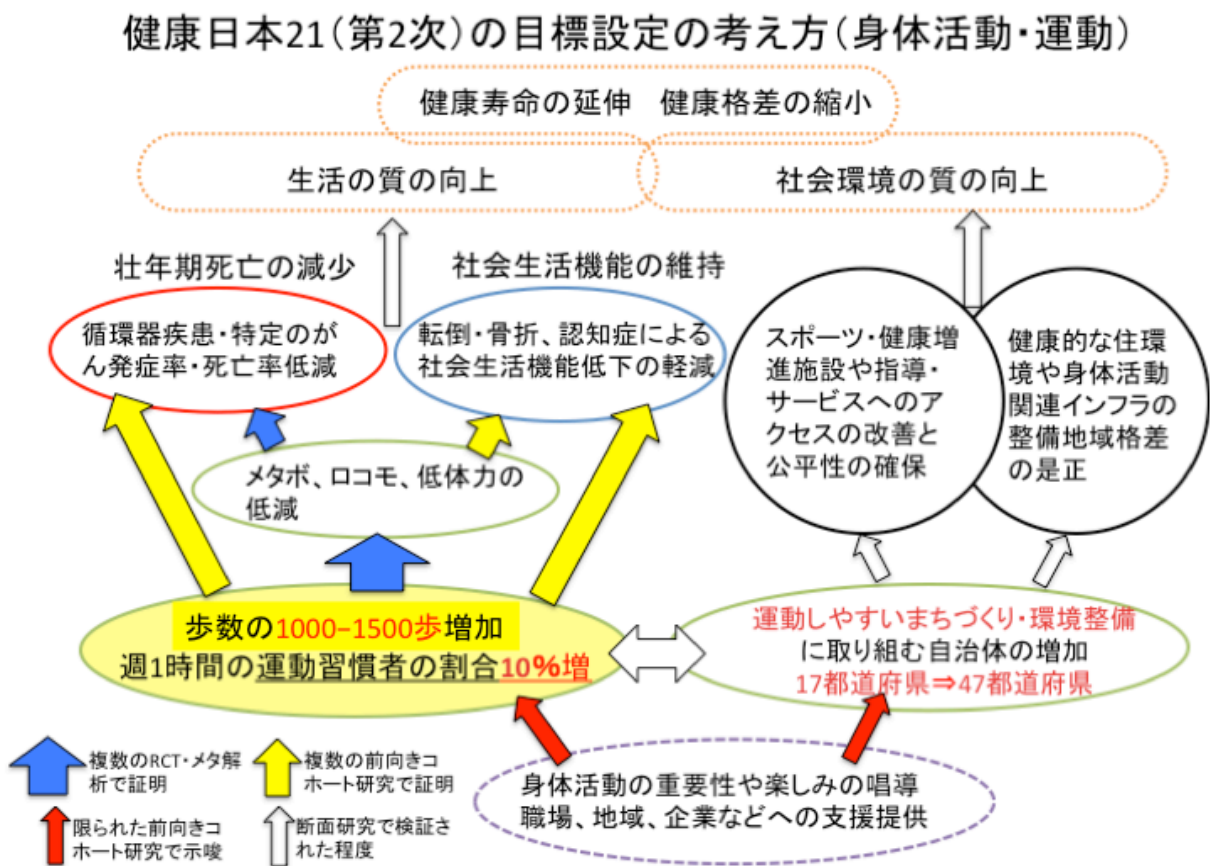 健康日本21(第2次)の目標設定の考え方(身体活動・運動)
健康寿命の延伸　健康格差の縮小
生活の質の向上
社会環境の質の向上
壮年期死亡の減少
社会生活機能の維持
循環器疾患・特定のが
ん発症率・死亡率低減
転倒・骨折、認知症による
社会生活機能低下の軽減
スポーツ・健康増
進施設や指導・
サービスへのア
クセスの改善と
公平性の確保
健康的な住環
境や身体活動
関連インフラの
整備地域格差
の是正
メタボ、ロコモ、低体力の
低減
歩数の1000−1500歩増加
週1時間の運動習慣者の割合10%増
運動しやすいまちづくり・環境整備
に取り組む自治体の増加
17都道府県⇒47都道府県
身体活動の重要性や楽しみの唱導
職場、地域、企業などへの支援提供
複数のRCT・メタ解
析で証明
複数の前向きコ
ホート研究で証明
限られた前向きコ
ホート研究で示唆
断面研究で検証さ
れた程度